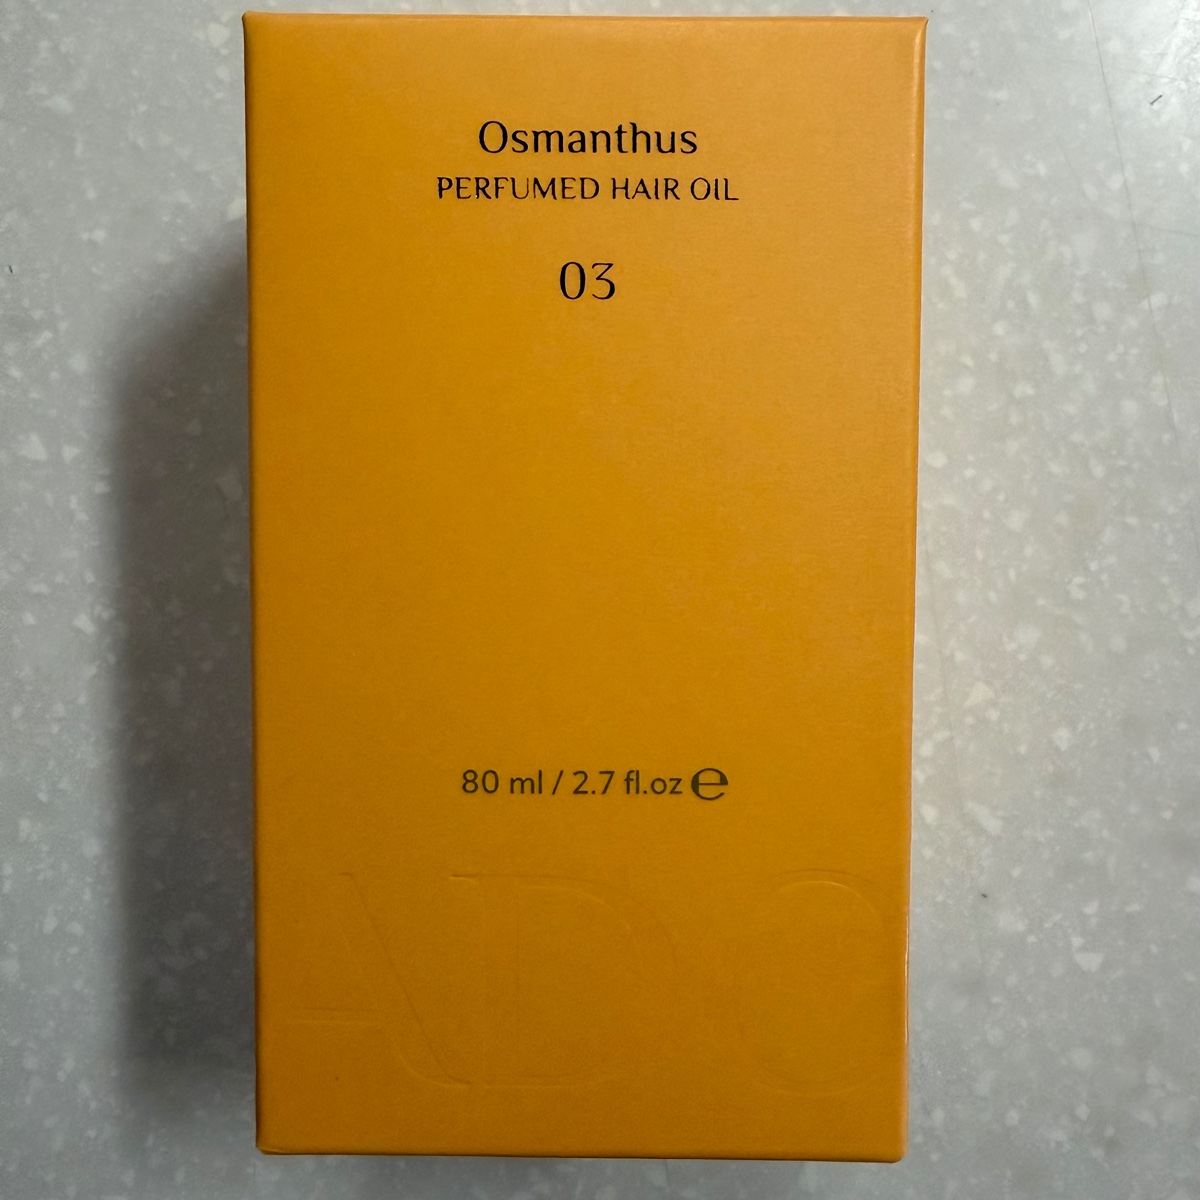 Osmanthus
PERFUMED HAIR OIL
03
80 ml / 2.7 fl.oz ℮